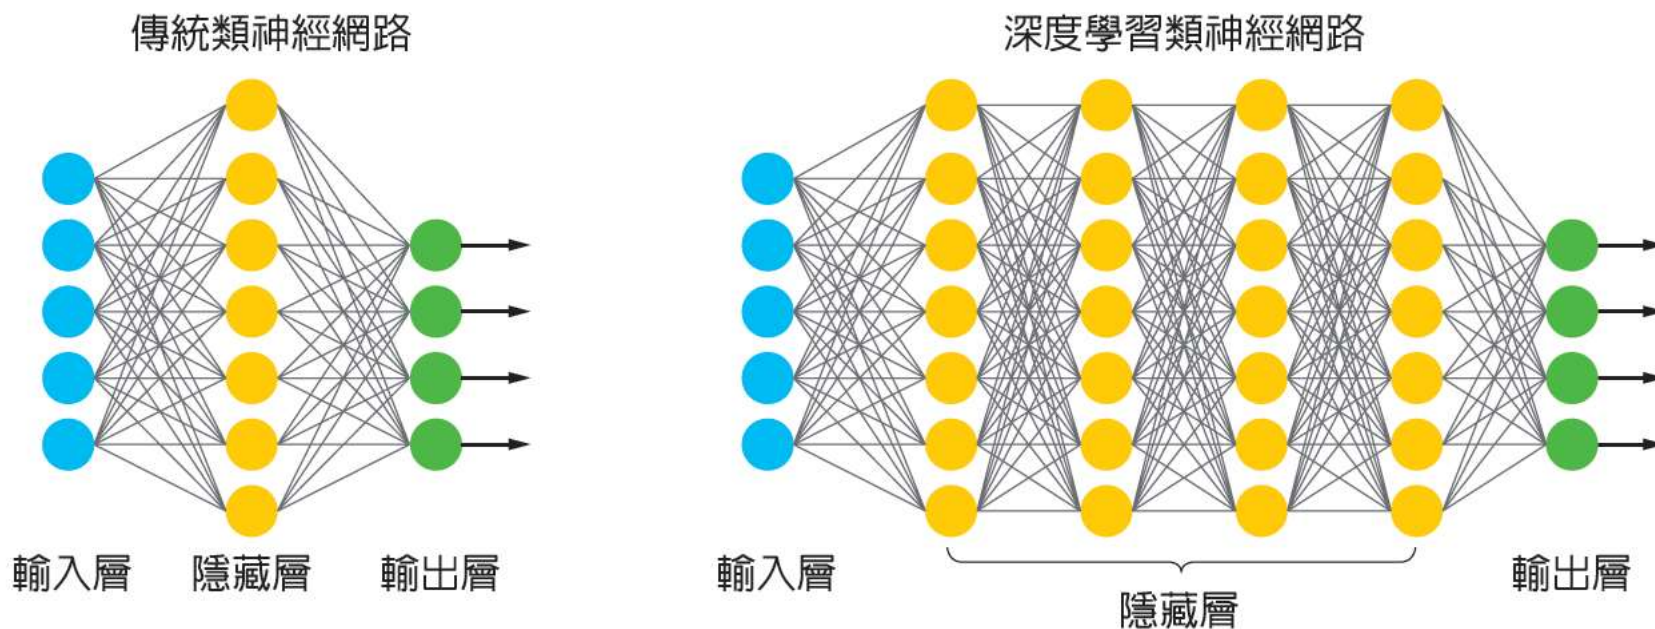 傳統類神經網路
深度學習類神經網路
輸入層
隱藏層
輸出層
輸入層
隱藏層
輸出層